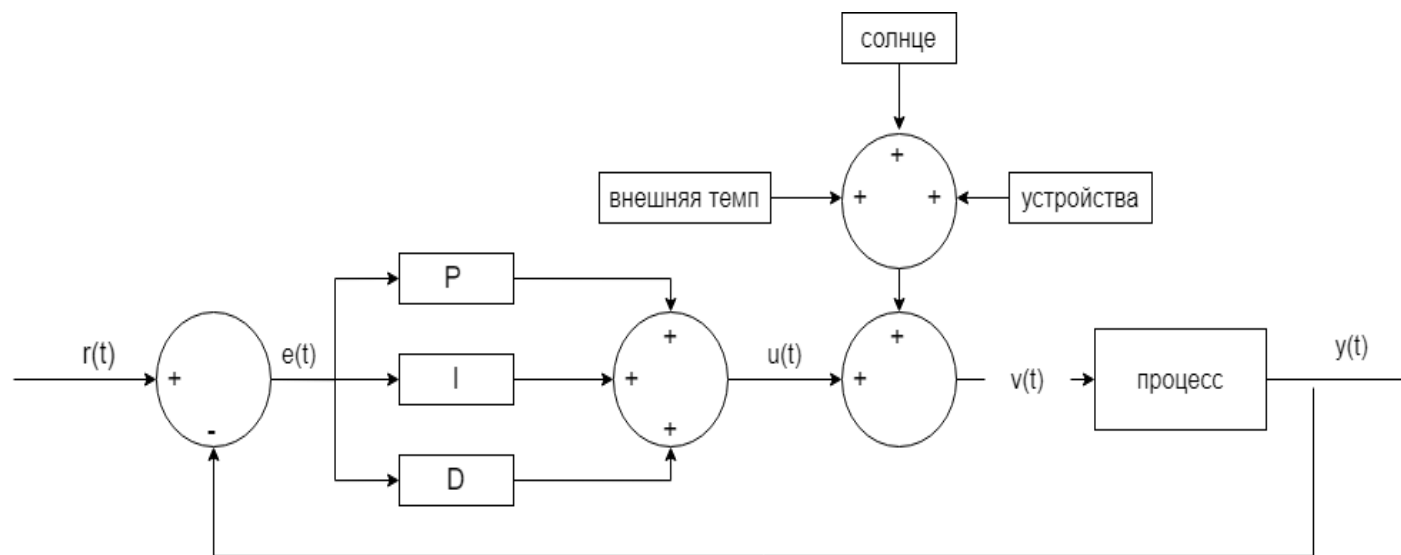 солнце
+
внешняя темп
+
+
устройства
P
r(t)
+
-
e(t)
I
D
+
+
+
u(t)
+
+
v(t)
процесс
y(t)